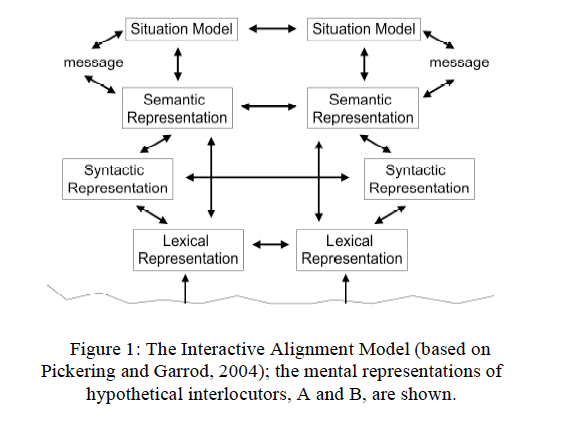 Situation Model Situation Model
message message
Semantic Semantic
Representation Representation
Syntactic Syntactic
Representation Representation
Lexical Lexical
Representation Representation
Figure 1: The Interactive Alignment Model (based on
Pickering and Garrod, 2004); the mental representations of
hypothetical interlocutors, A and B, are shown.